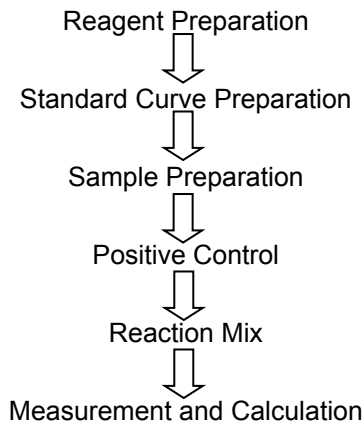 Reagent Preparation
Standard Curve Preparation
Sample Preparation
Positive Control
Reaction Mix
Measurement and Calculation